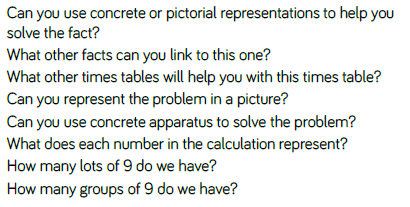 Can you use concrete or pictorial representations to help you
solve the fact?
What other facts can you link to this one?
What other times tables will help you with this times table?
Can you represent the problem in a picture?
Can you use concrete apparatus to solve the problem?
What does each number in the calculation represent?
How many lots of 9 do we have?
How many groups of 9 do we have?